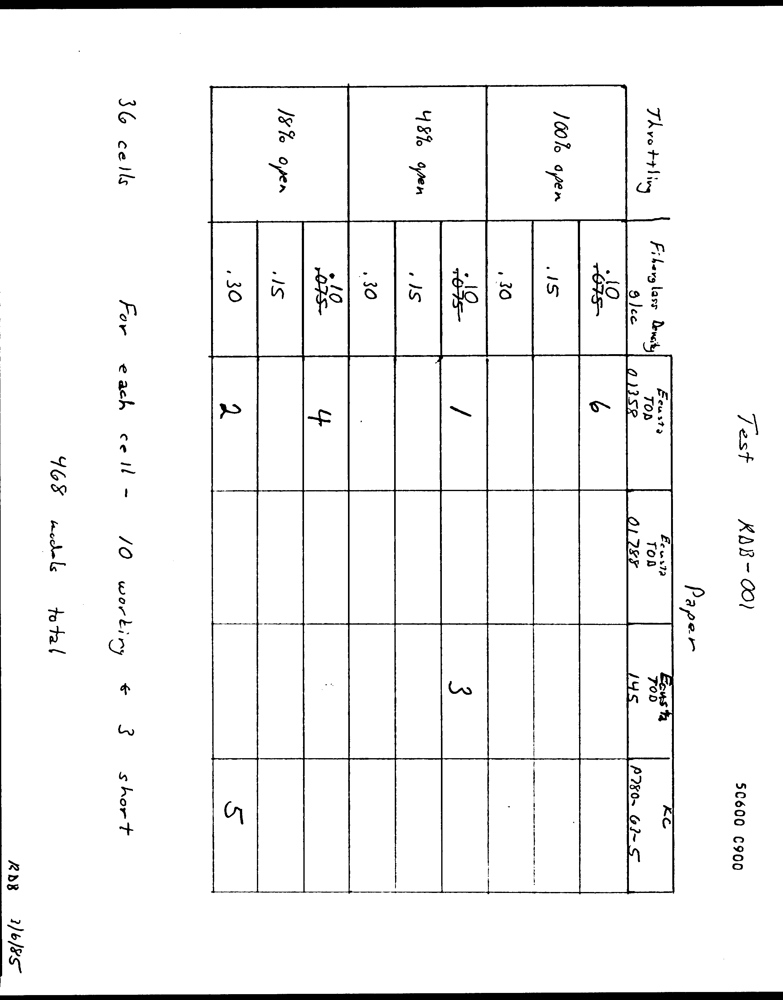 Test RDB-001
50600 0900
Paper
Throttling
Fiberglass Density
g/cc
Ecusta
TOD
01358
Ecusta
TOD
01788
Ecusta
TOD
145
KC
P780-63-5
100% open
.10
.075
6
.15
.30
48% open
.10
.075
1
3
.15
.30
18% open
.10
.075
4
.15
.30
2
5
36 cells
For each cell - 10 working & 3 short
468 models total
RDB 2/6/85